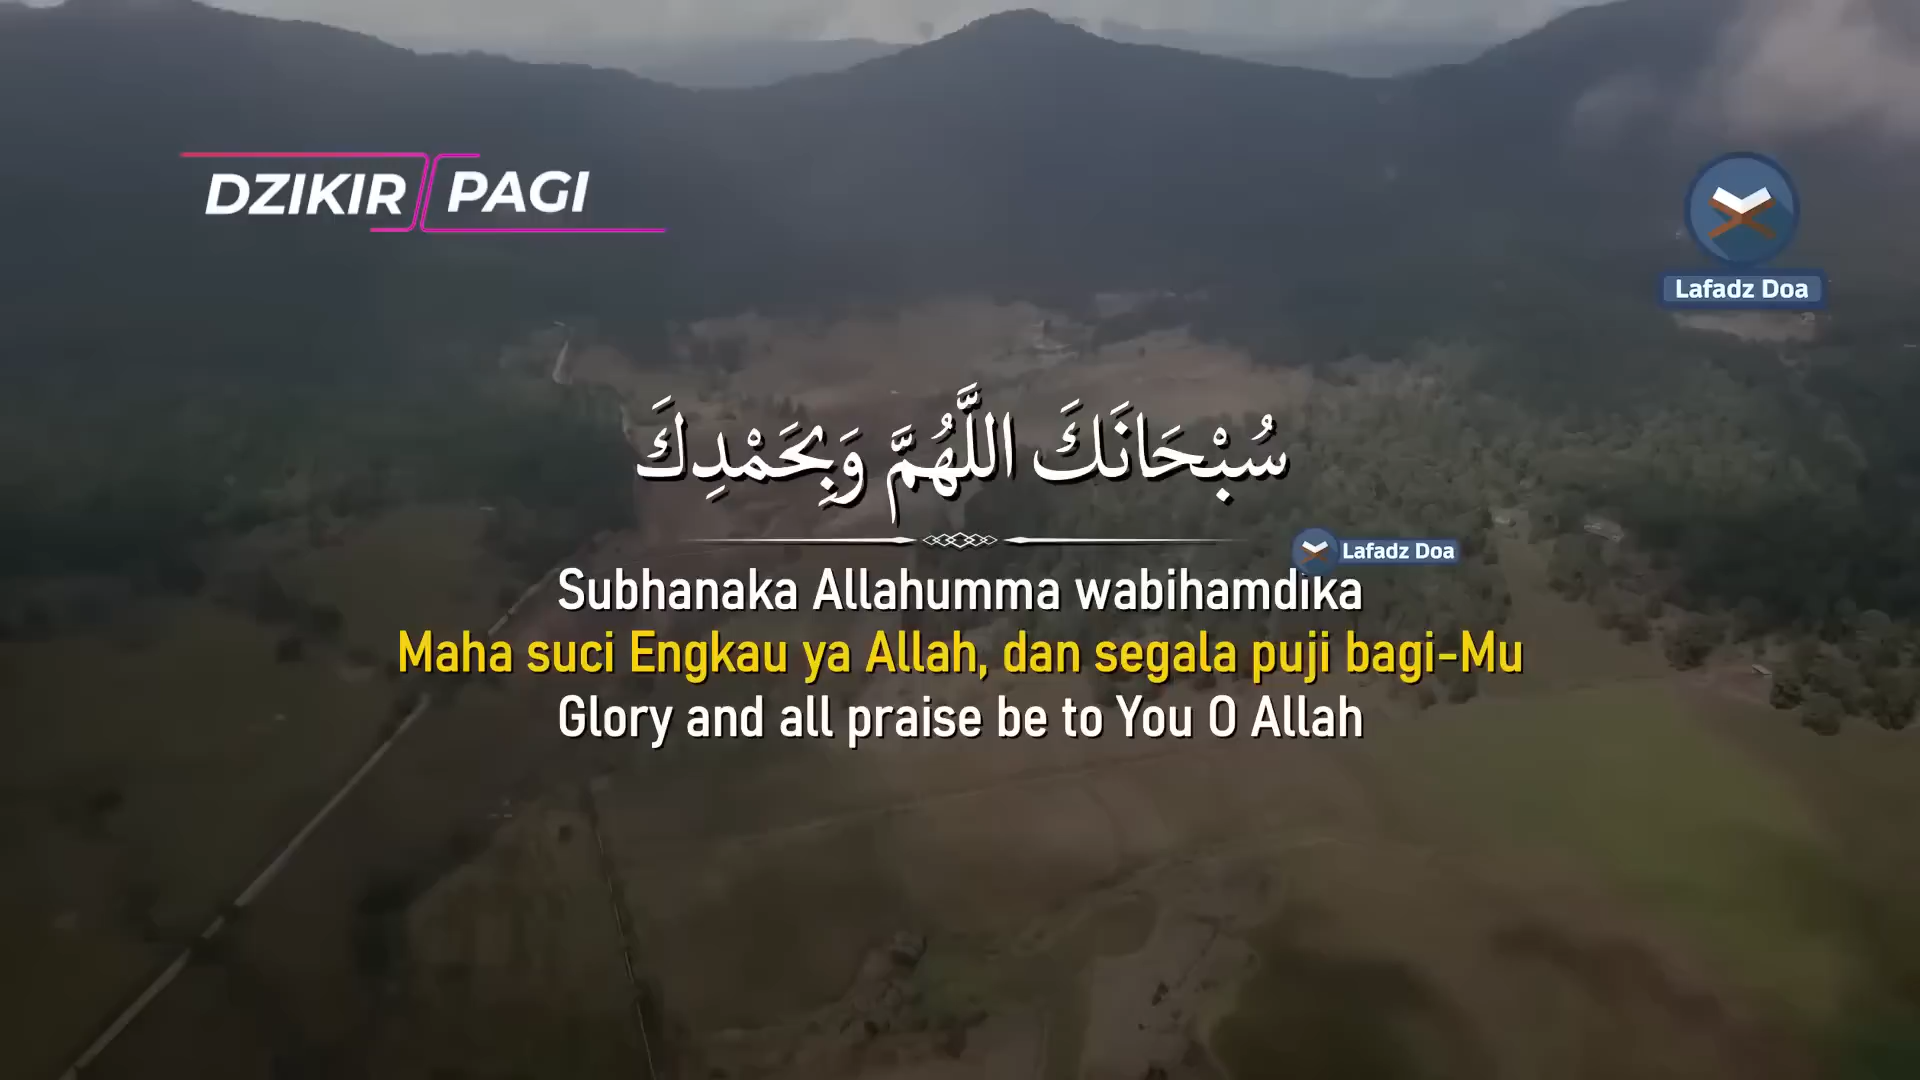 DZIKIR PAGI
Lafadz Doa
سُبْحَانَكَ اللَّهُمَّ وَبِحَمْدِكَ
Lafadz Doa
Subhanaka Allahumma wabihamdika
Maha suci Engkau ya Allah, dan segala puji bagi-Mu
Glory and all praise be to You O Allah